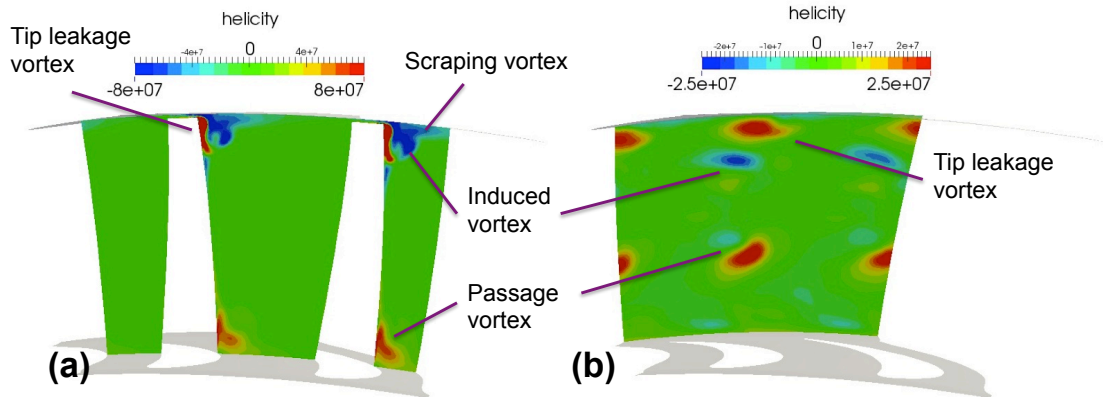 helicity
-4e+7 0 4e+7
-8e+07 8e+07
Tip leakage
vortex
Scraping vortex
Induced
vortex
Passage
vortex
(a)
helicity
-2e+7 -1e+7 0 1e+7 2e+7
-2.5e+07 2.5e+07
Tip leakage
vortex
(b)